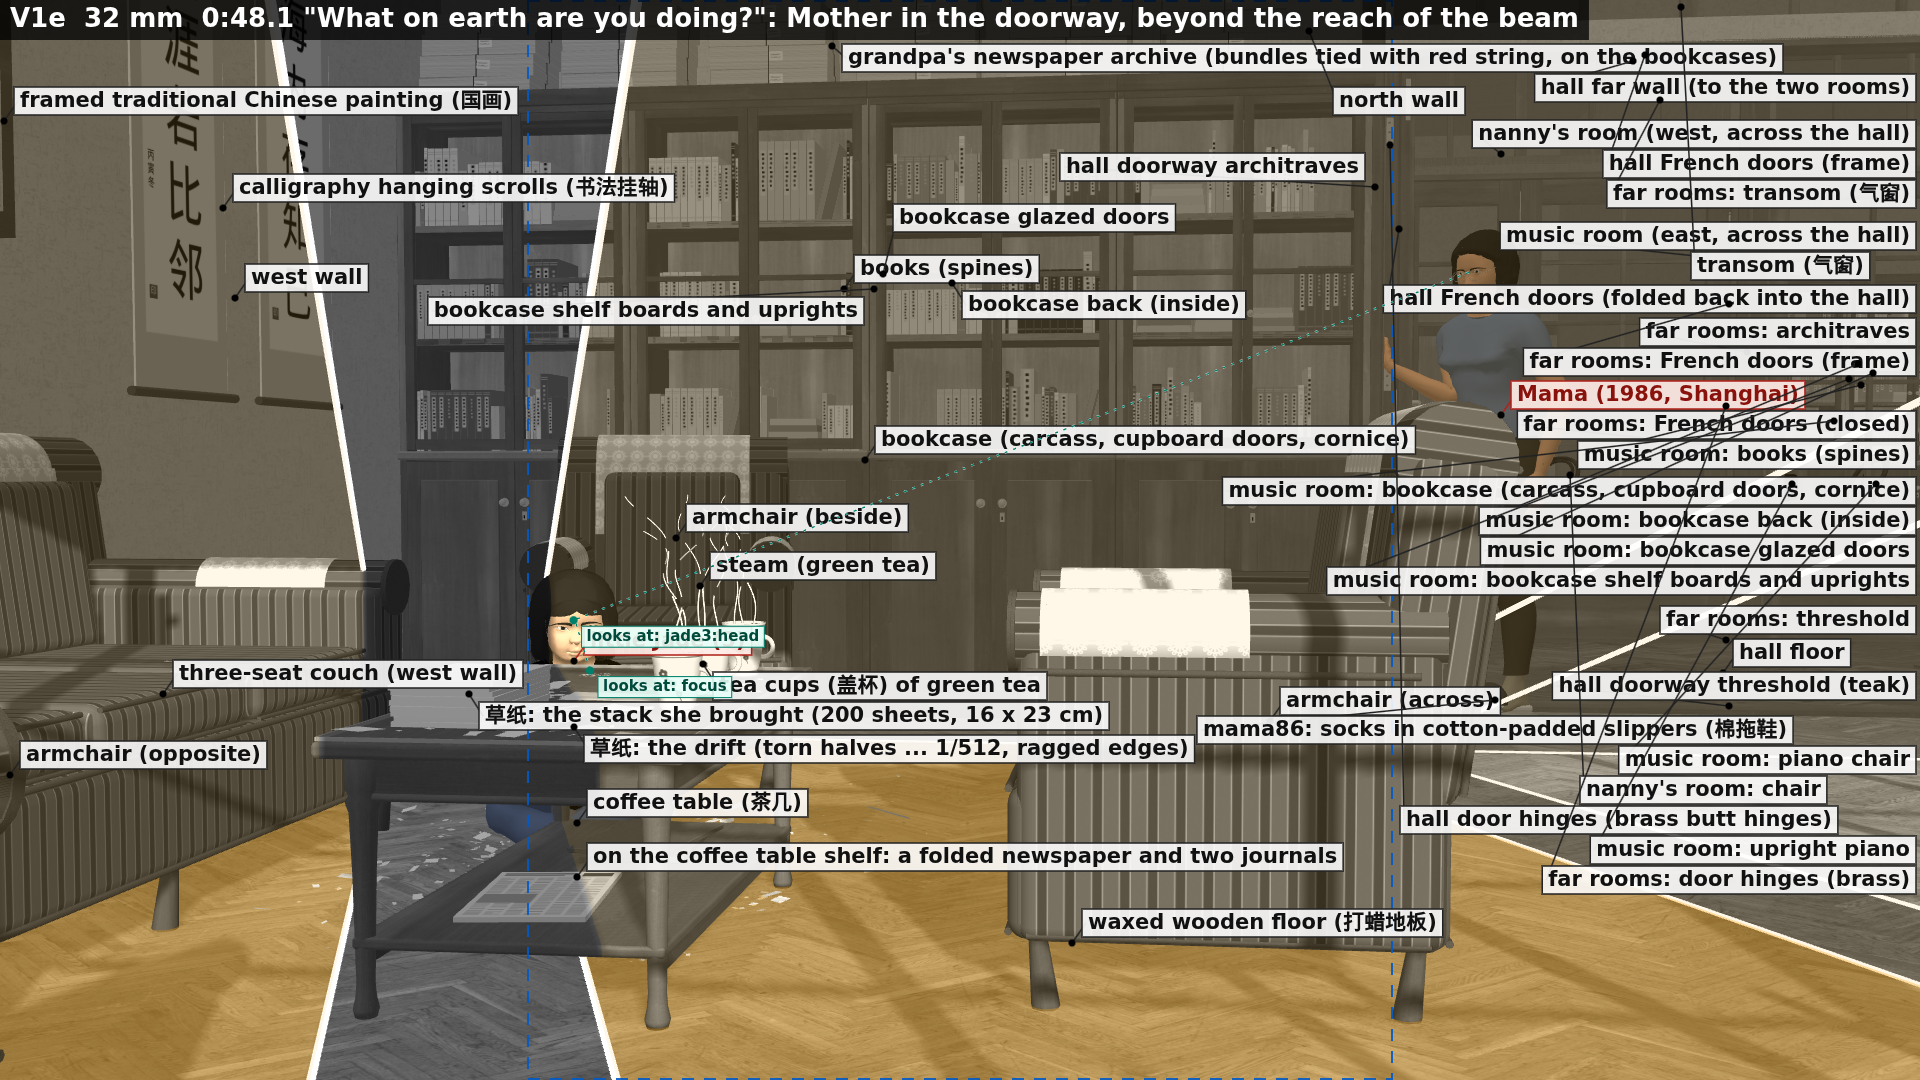 V1e 32 mm 0:48.1 "What on earth are you doing?": Mother in the doorway, beyond the reach of the beam
grandpa's newspaper archive (bundles tied with red string, on the bookcases)
hall far wall (to the two rooms)
framed traditional Chinese painting (国画)
north wall
nanny's room (west, across the hall)
hall French doors (frame)
hall doorway architraves
far rooms: transom (气窗)
calligraphy hanging scrolls (书法挂轴)
bookcase glazed doors
music room (east, across the hall)
transom (气窗)
west wall
books (spines)
bookcase shelf boards and uprights
bookcase back (inside)
hall French doors (folded back into the hall)
far rooms: architraves
far rooms: French doors (frame)
Mama (1986, Shanghai)
far rooms: French doors (closed)
bookcase (carcass, cupboard doors, cornice)
music room: books (spines)
music room: bookcase (carcass, cupboard doors, cornice)
armchair (beside)
music room: bookcase back (inside)
music room: bookcase glazed doors
steam (green tea)
music room: bookcase shelf boards and uprights
far rooms: threshold
looks at: jade3:head
hall floor
three-seat couch (west wall)
looks at: focus
ea cups (盖杯) of green tea
hall doorway threshold (teak)
armchair (across)
草纸: the stack she brought (200 sheets, 16 x 23 cm)
mama86: socks in cotton-padded slippers (棉拖鞋)
草纸: the drift (torn halves ... 1/512, ragged edges)
armchair (opposite)
music room: piano chair
nanny's room: chair
coffee table (茶几)
hall door hinges (brass butt hinges)
on the coffee table shelf: a folded newspaper and two journals
music room: upright piano
far rooms: door hinges (brass)
waxed wooden floor (打蜡地板)
若比邻